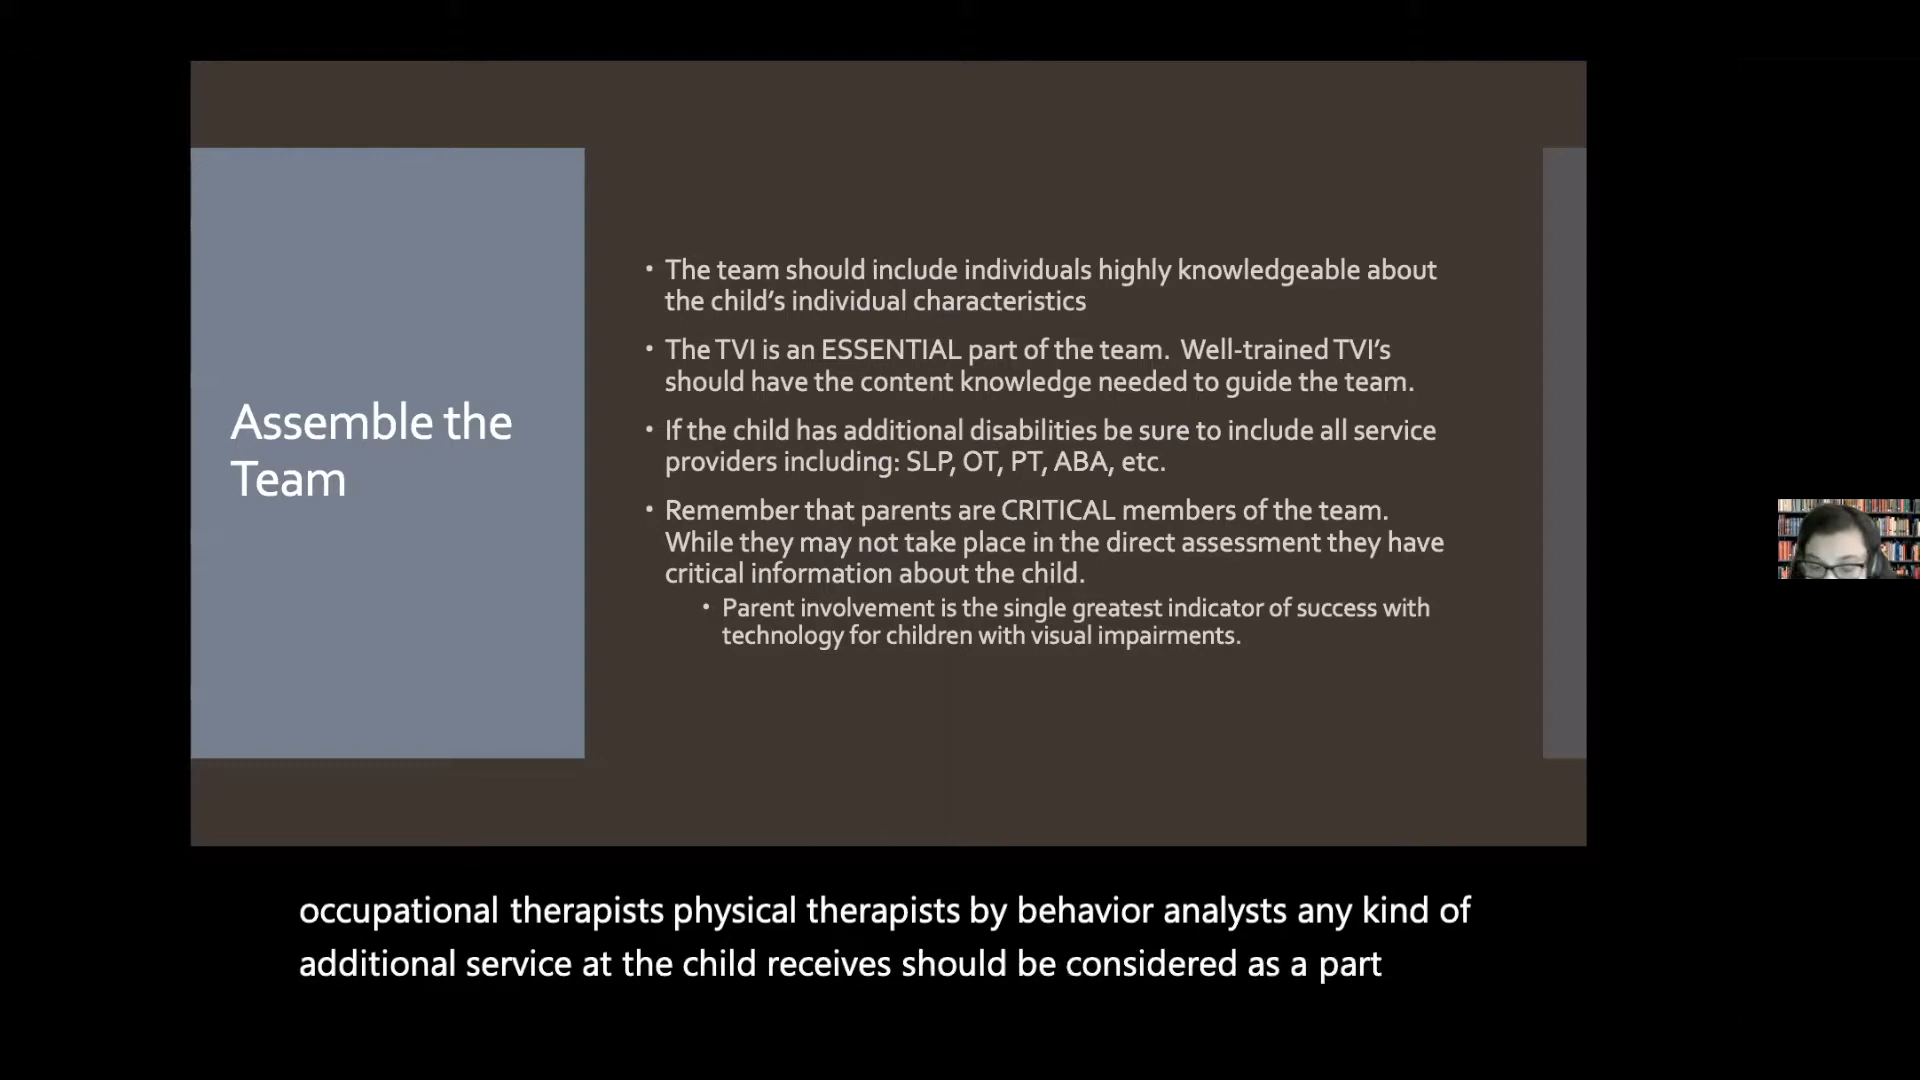 Assemble the
Team
• The team should include individuals highly knowledgeable about
the child's individual characteristics
• The TVI is an ESSENTIAL part of the team.  Well-trained TVI's
should have the content knowledge needed to guide the team.
• If the child has additional disabilities be sure to include all service
providers including: SLP, OT, PT, ABA, etc.
• Remember that parents are CRITICAL members of the team.
While they may not take place in the direct assessment they have
critical information about the child.
• Parent involvement is the single greatest indicator of success with
technology for children with visual impairments.
occupational therapists physical therapists by behavior analysts any kind of
additional service at the child receives should be considered as a part